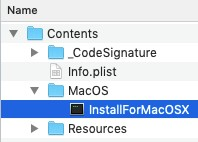 Name
Contents
_CodeSignature
Info.plist
MacOS
InstallForMacOSX
Resources